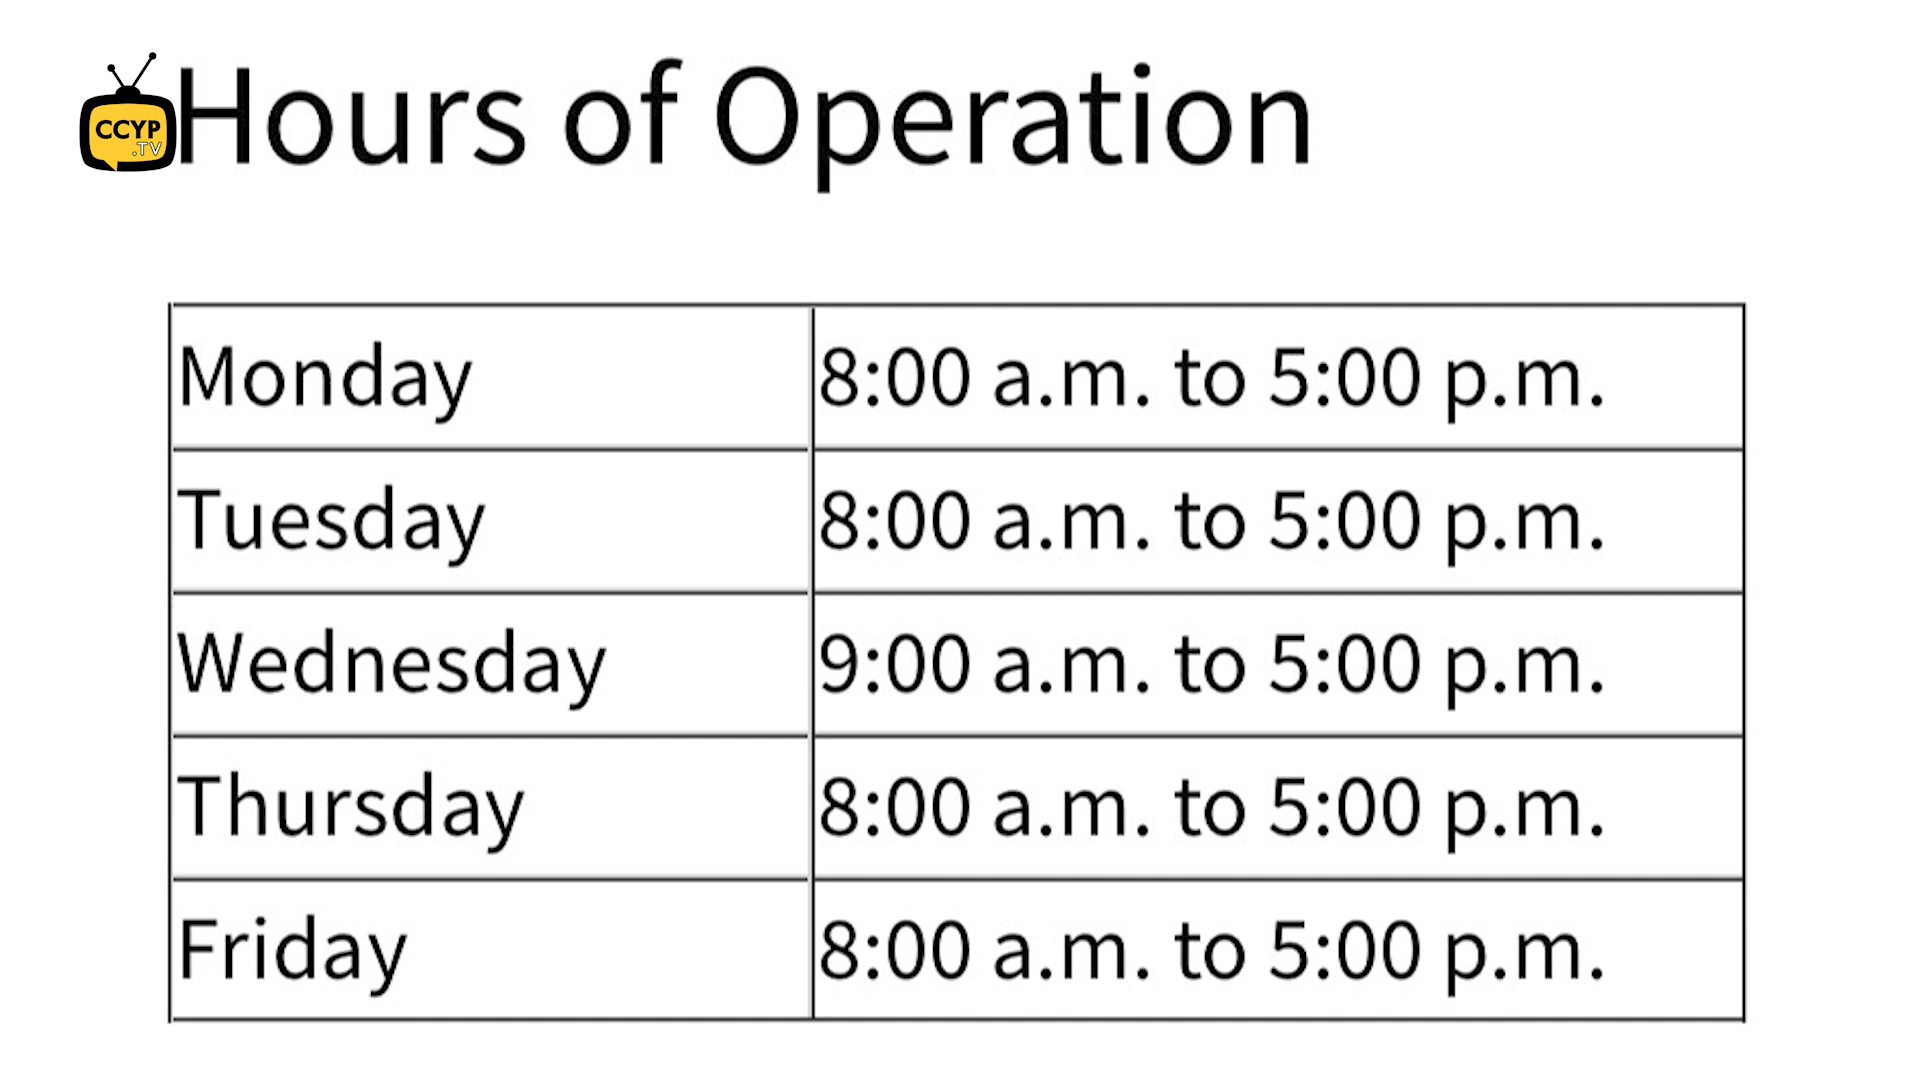 CCYP
.TV
Hours of Operation
Monday 8:00 a.m. to 5:00 p.m.
Tuesday 8:00 a.m. to 5:00 p.m.
Wednesday 9:00 a.m. to 5:00 p.m.
Thursday 8:00 a.m. to 5:00 p.m.
Friday 8:00 a.m. to 5:00 p.m.